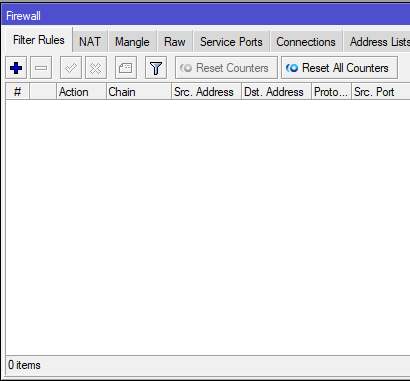 Firewall
Filter Rules NAT Mangle Raw Service Ports Connections Address Lists
Reset Counters Reset All Counters
# Action Chain Src. Address Dst. Address Proto... Src. Port
0 items